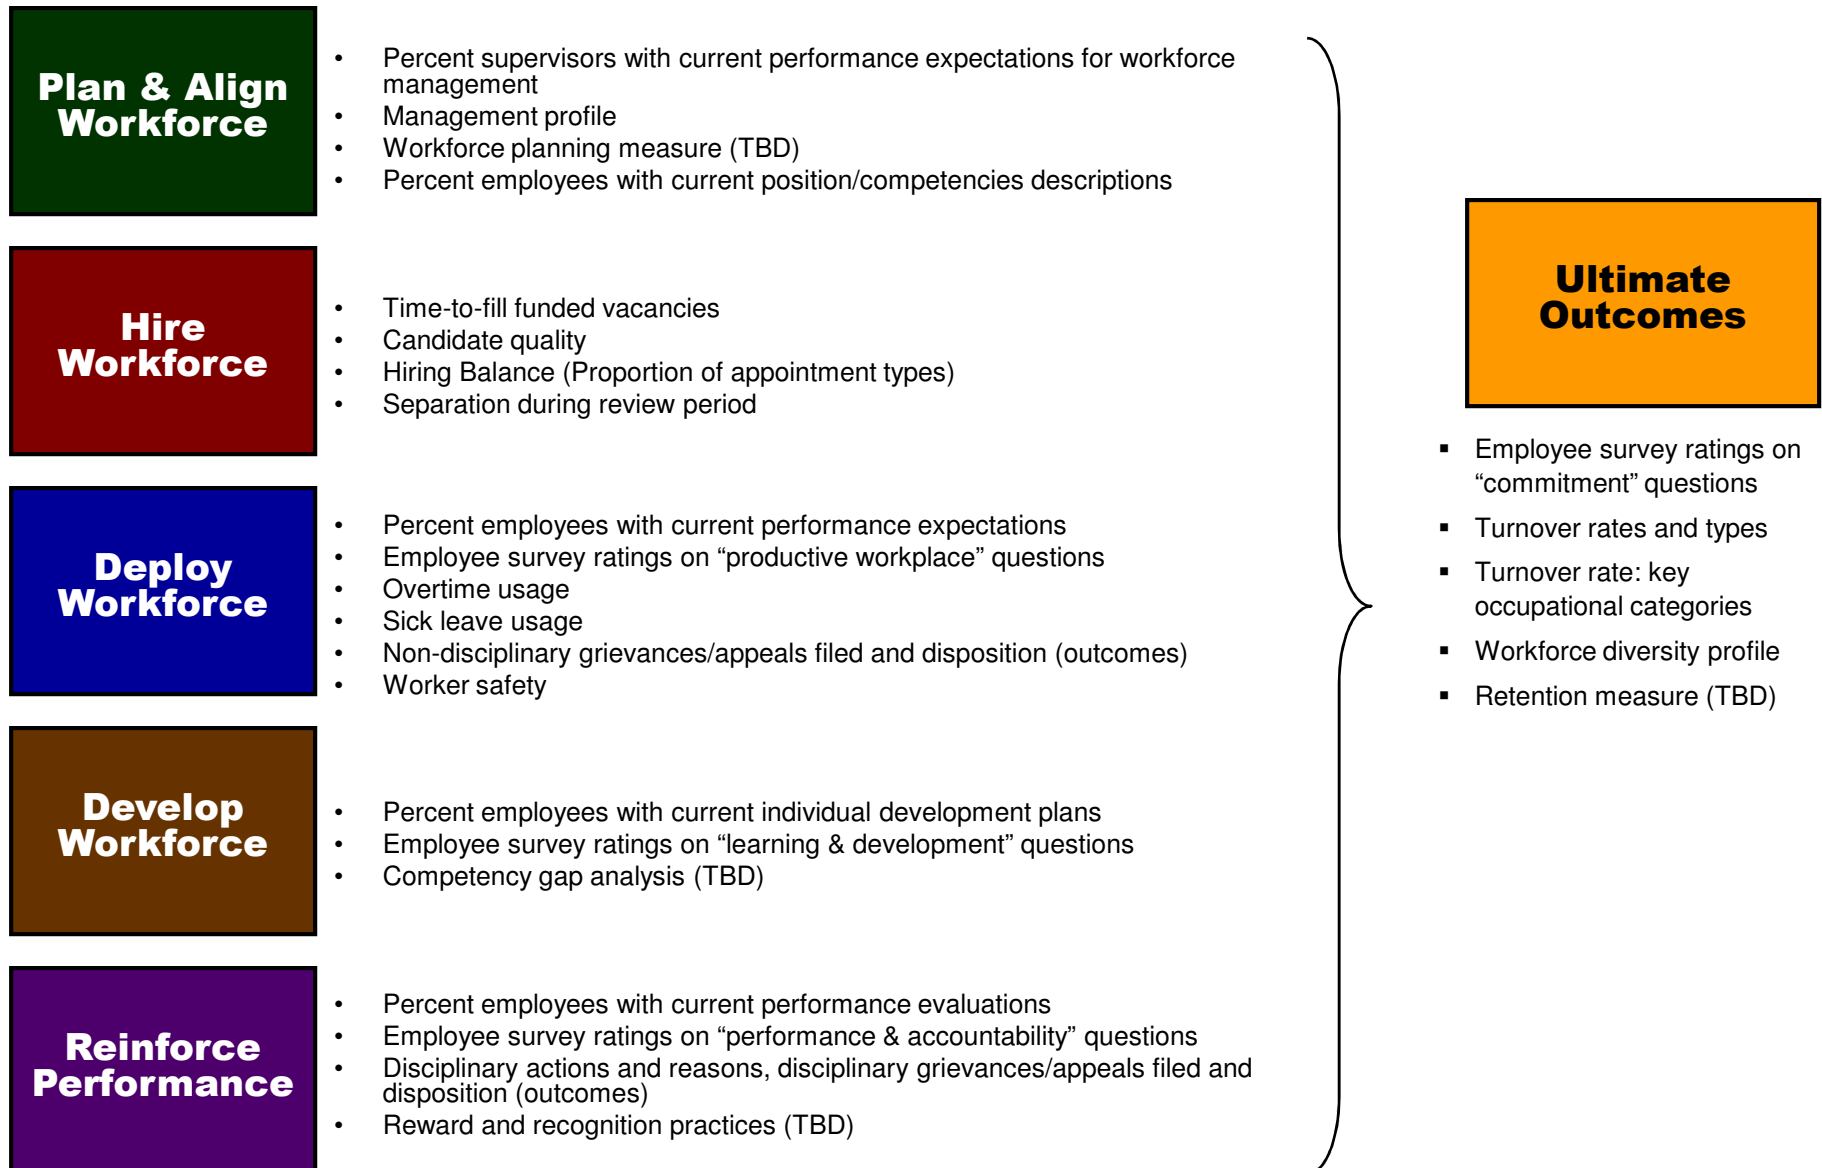 Plan & Align
Workforce
• Percent supervisors with current performance expectations for workforce
management
• Management profile
• Workforce planning measure (TBD)
• Percent employees with current position/competencies descriptions
Hire
Workforce
• Time-to-fill funded vacancies
• Candidate quality
• Hiring Balance (Proportion of appointment types)
• Separation during review period
Deploy
Workforce
• Percent employees with current performance expectations
• Employee survey ratings on “productive workplace” questions
• Overtime usage
• Sick leave usage
• Non-disciplinary grievances/appeals filed and disposition (outcomes)
• Worker safety
Develop
Workforce
• Percent employees with current individual development plans
• Employee survey ratings on “learning & development” questions
• Competency gap analysis (TBD)
Reinforce
Performance
• Percent employees with current performance evaluations
• Employee survey ratings on “performance & accountability” questions
• Disciplinary actions and reasons, disciplinary grievances/appeals filed and
disposition (outcomes)
• Reward and recognition practices (TBD)
Ultimate
Outcomes
▪ Employee survey ratings on
“commitment” questions
▪ Turnover rates and types
▪ Turnover rate: key
occupational categories
▪ Workforce diversity profile
▪ Retention measure (TBD)